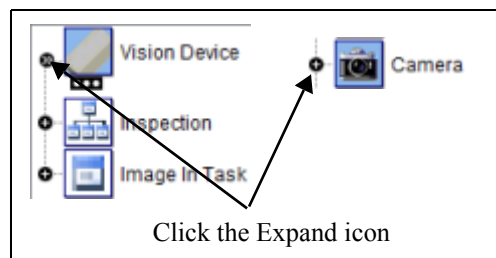 Vision Device
Camera
Inspection
Image In Task
Click the Expand icon